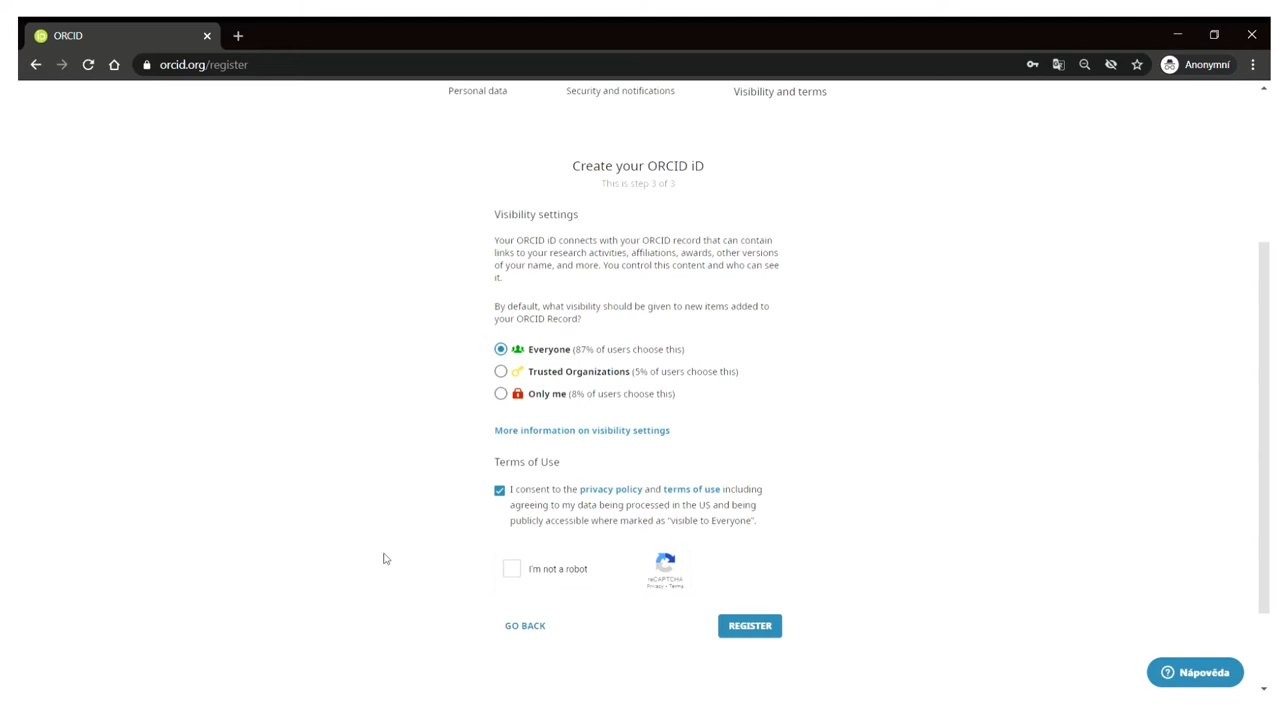 ORCID
orcid.org/register
Anonymní
Personal data
Security and notifications
Visibility and terms
Create your ORCID iD
This is step 3 of 3
Visibility settings
Your ORCID iD connects with your ORCID record that can contain
links to your research activities, affiliations, awards, other versions
of your name, and more. You control this content and who can see
it.
By default, what visibility should be given to new items added to
your ORCID Record?
Everyone (87% of users choose this)
Trusted Organizations (5% of users choose this)
Only me (8% of users choose this)
More information on visibility settings
Terms of Use
I consent to the privacy policy and terms of use including
agreeing to my data being processed in the US and being
publicly accessible where marked as “visible to Everyone”.
I'm not a robot
reCAPTCHA
Privacy - Terms
GO BACK
REGISTER
Nápověda